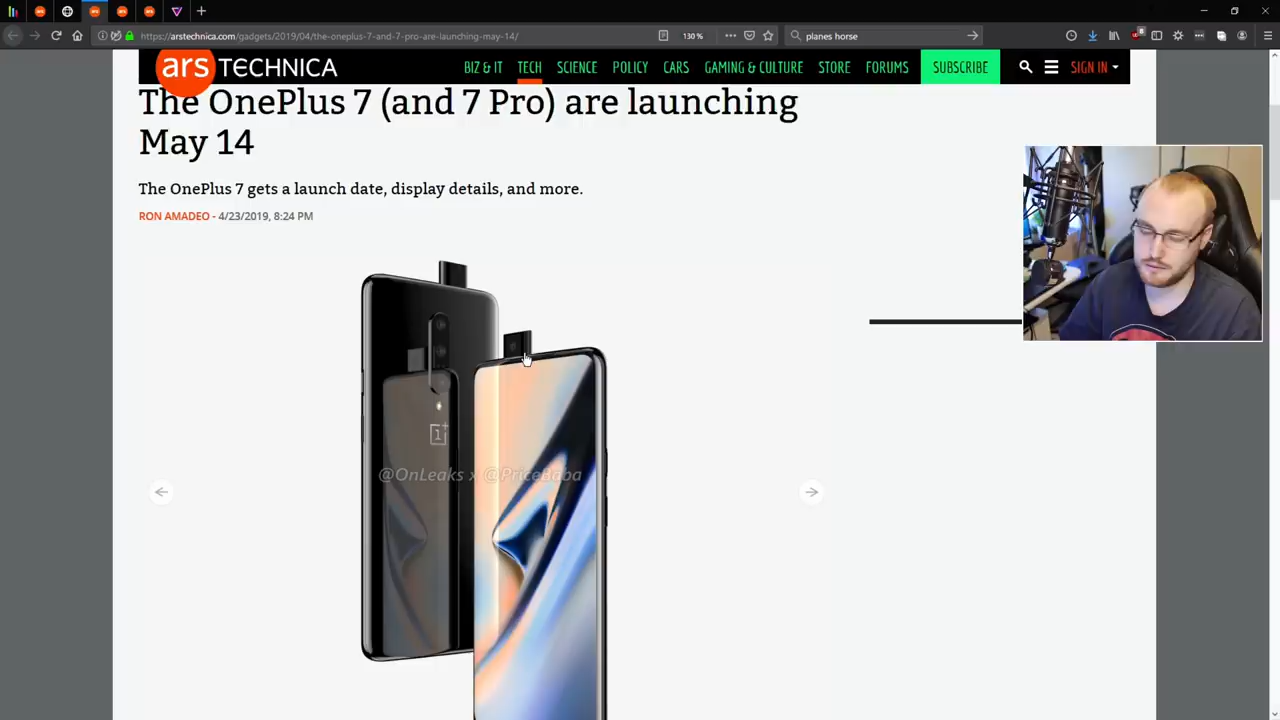 https://arstechnica.com/gadgets/2019/04/the-oneplus-7-and-7-pro-are-launching-may-14/
130%
planes horse
ars TECHNICA
BIZ & IT
TECH
SCIENCE
POLICY
CARS
GAMING & CULTURE
STORE
FORUMS
SUBSCRIBE
SIGN IN
The OnePlus 7 (and 7 Pro) are launching
May 14
The OnePlus 7 gets a launch date, display details, and more.
RON AMADEO - 4/23/2019, 8:24 PM
@OnLeaks x @PriceBaba